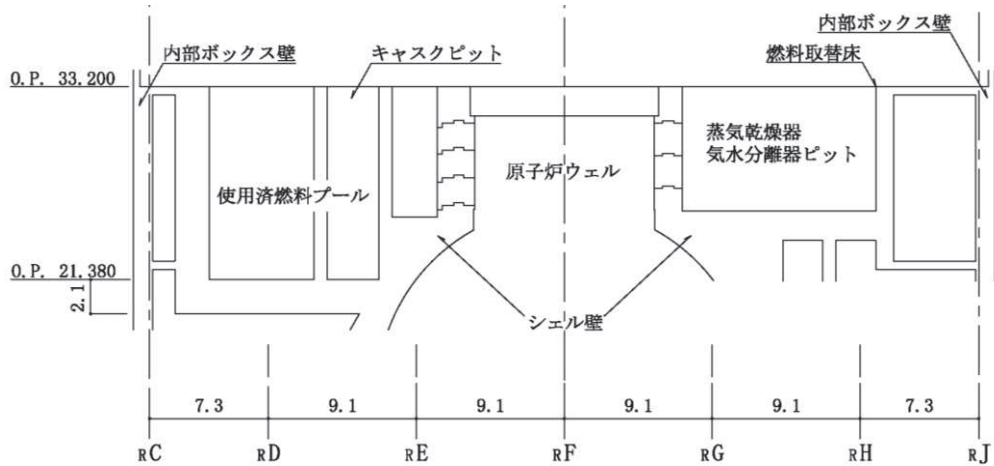 内部ボックス壁
内部ボックス壁
キャスクピット
燃料取替床
O.P. 33.200
蒸気乾燥器
気水分離器ピット
原子炉ウェル
使用済燃料プール
O.P. 21.380
2.1
シェル壁
7.3 9.1 9.1 9.1 9.1 7.3
RC RD RE RF RG RH RJ